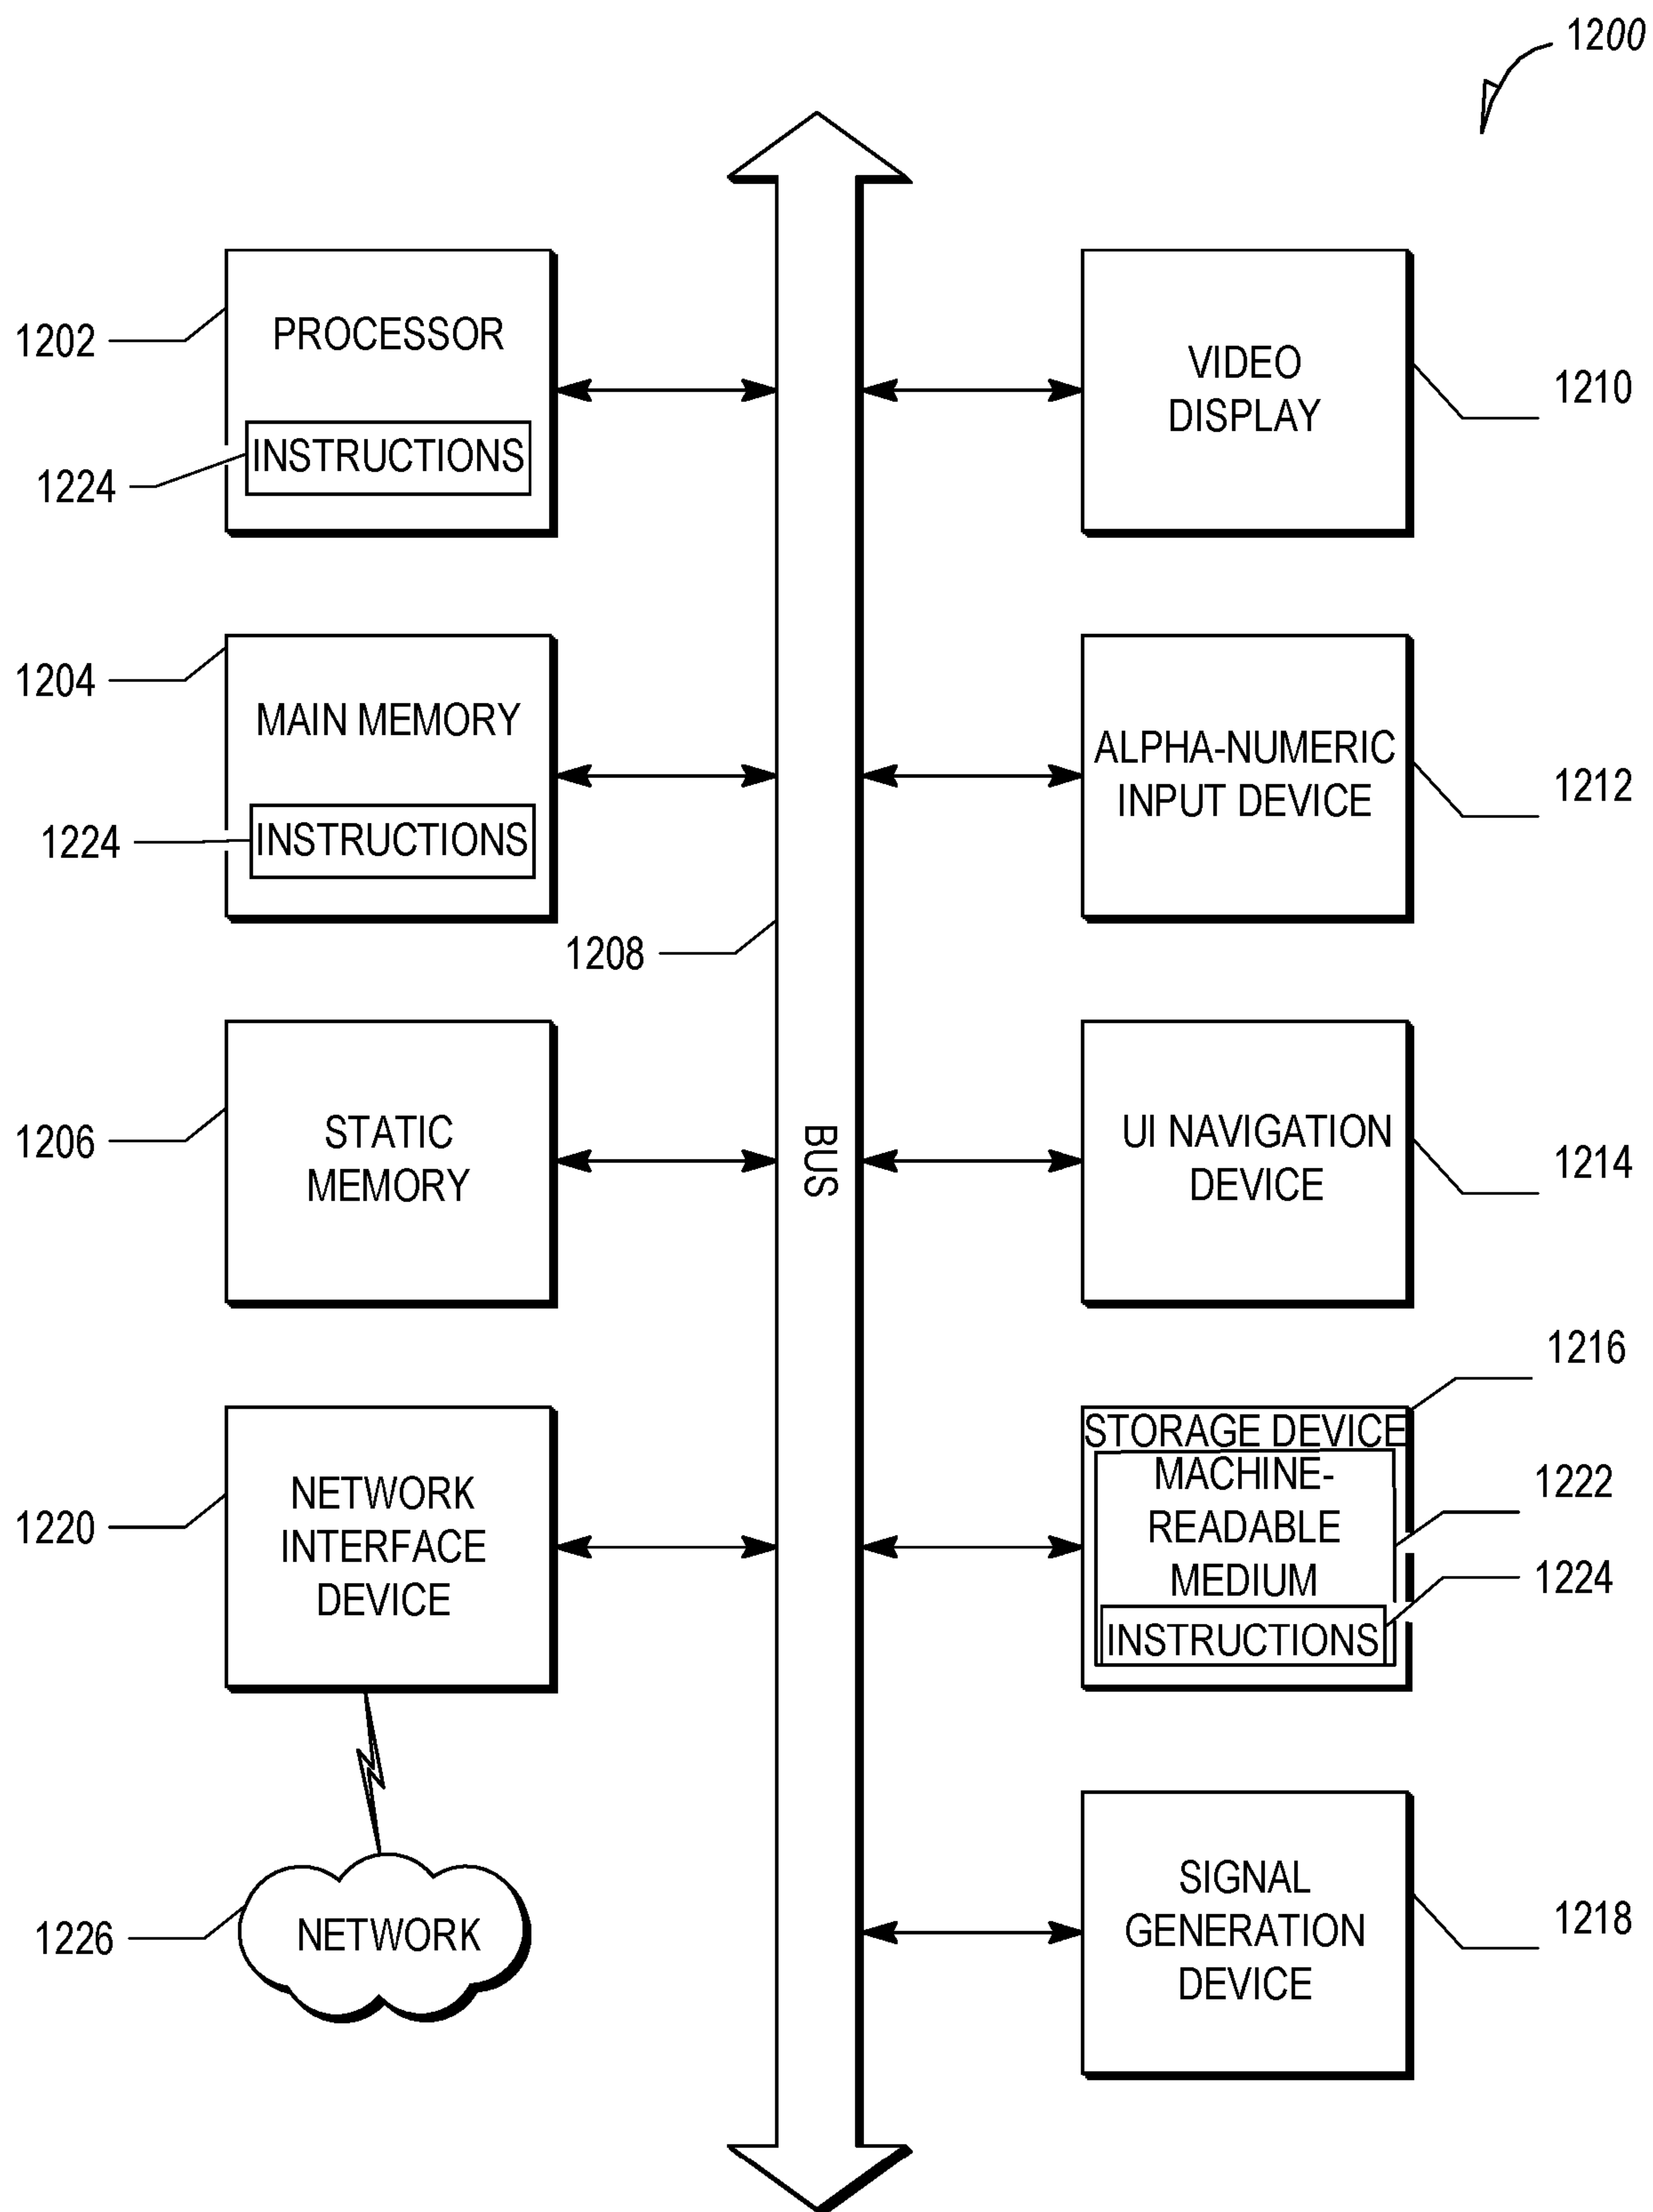 1200
1202
PROCESSOR
INSTRUCTIONS
1224
VIDEO
DISPLAY
1210
1204
MAIN MEMORY
INSTRUCTIONS
1224
ALPHA-NUMERIC
INPUT DEVICE
1212
1208
BUS
1206
STATIC
MEMORY
UI NAVIGATION
DEVICE
1214
1220
NETWORK
INTERFACE
DEVICE
1216
STORAGE DEVICE
MACHINE-
READABLE
MEDIUM
1222
INSTRUCTIONS
1224
1226
NETWORK
SIGNAL
GENERATION
DEVICE
1218